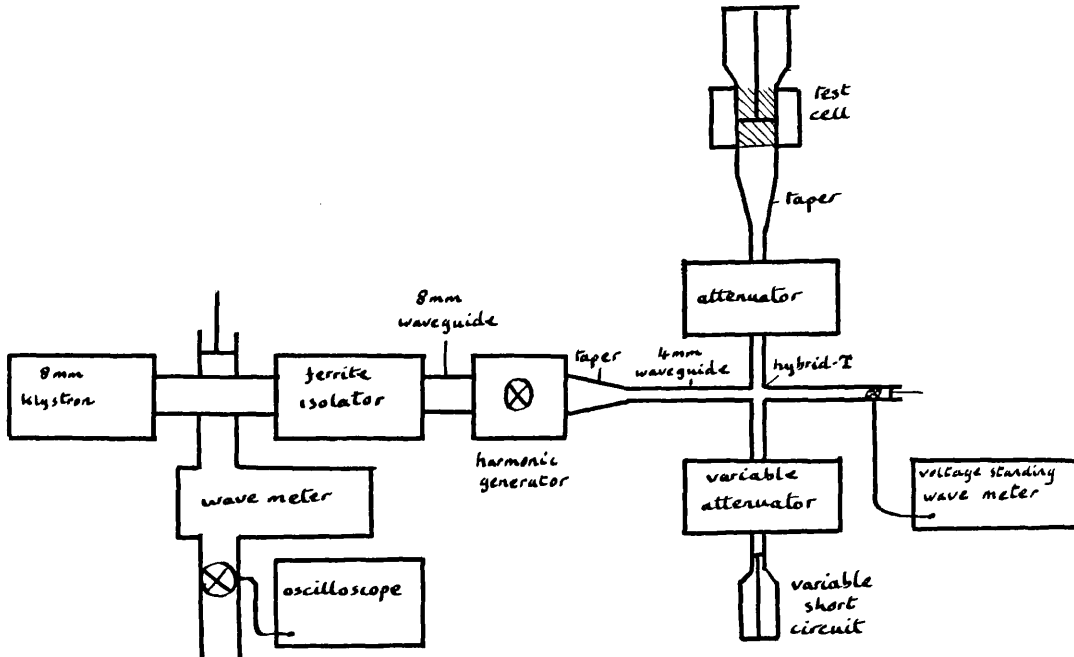 test
cell
taper
attenuator
8mm
waveguide
taper
4mm
waveguide
hybrid-T
8mm
klystron
ferrite
isolator
harmonic
generator
wave meter
variable
attenuator
voltage standing
wave meter
oscilloscope
variable
short
circuit